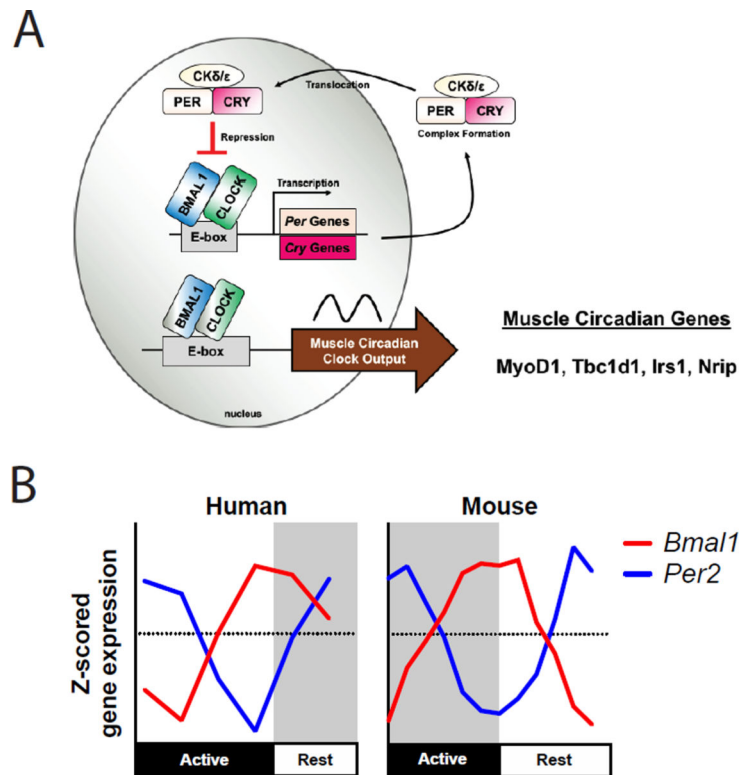 A
CKδ/ε
PER CRY
Translocation
CKδ/ε
PER CRY
Complex Formation
Repression
BMAL1
CLOCK
Transcription
E-box
Per Genes
Cry Genes
BMAL1
CLOCK
E-box
Muscle Circadian
Clock Output
nucleus
Muscle Circadian Genes
MyoD1, Tbc1d1, Irs1, Nrip
B
Human
Mouse
Bmal1
Per2
Z-scored
gene expression
Active Rest
Active Rest